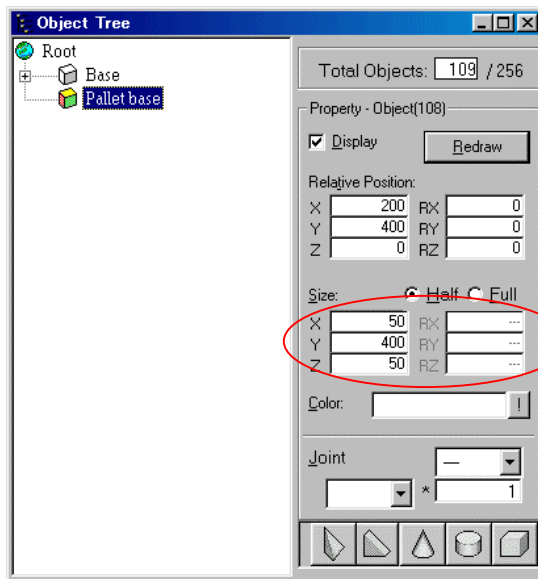 Object Tree
Root
Base
Pallet base
Total Objects: 109 / 256
Property - Object(108)
Display
Redraw
Relative Position:
X 200 RX 0
Y 400 RY 0
Z 0 RZ 0
Size: Half Full
X 50 RX ---
Y 400 RY ---
Z 50 RZ ---
Color: !
Joint —
* 1